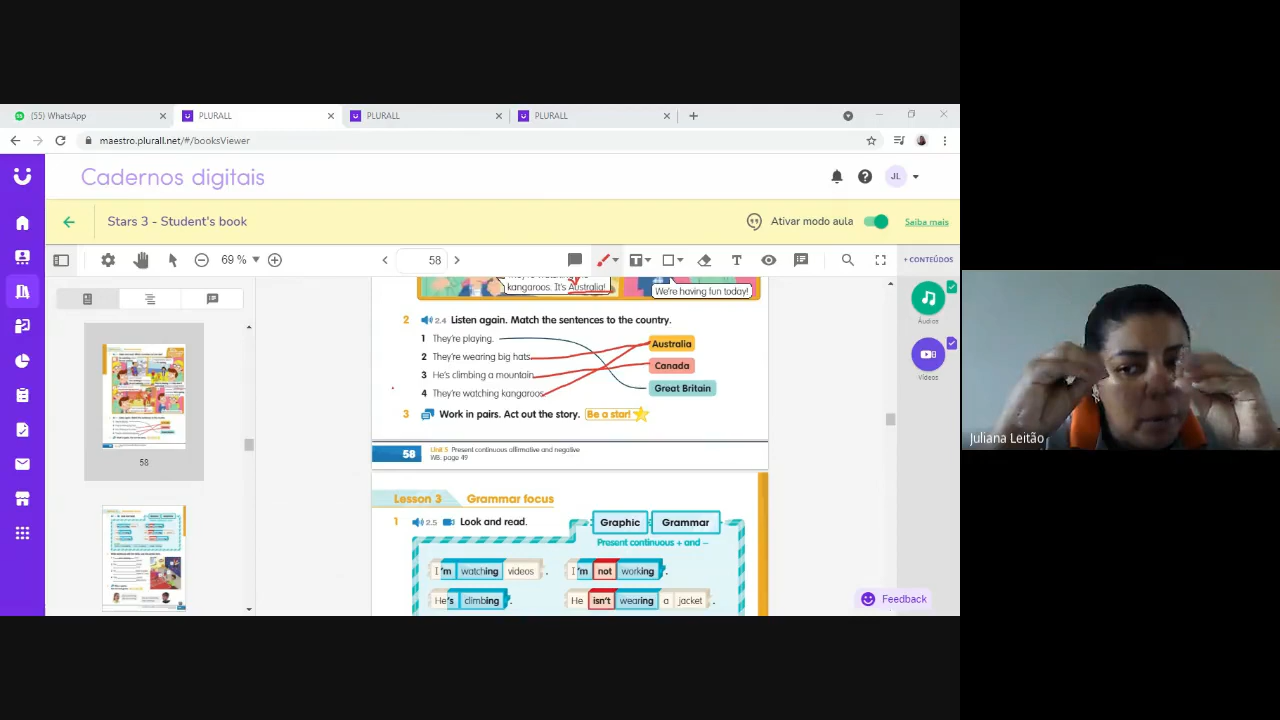 (55) WhatsApp
PLURALL
PLURALL
PLURALL
maestro.plurall.net/#/booksViewer
Cadernos digitais
JL
Stars 3 - Student's book
Ativar modo aula
Saiba mais
69 %
58
+ CONTEÚDOS
kangaroos. It's Australia!
We're having fun today!
2 2.4 Listen again. Match the sentences to the country.
1 They're playing.
2 They're wearing big hats.
3 He's climbing a mountain.
4 They're watching kangaroos.
Australia
Canada
Great Britain
3 Work in pairs. Act out the story. Be a star!
58 Unit 5 Present continuous affirmative and negative
WB. page 49
Lesson 3 Grammar focus
1 2.5 Look and read.
Graphic Grammar
Present continuous + and –
I 'm watching videos .
I 'm not working .
He's climbing .
He isn't wearing a jacket .
58
Áudios
Vídeos
Feedback
Juliana Leitão